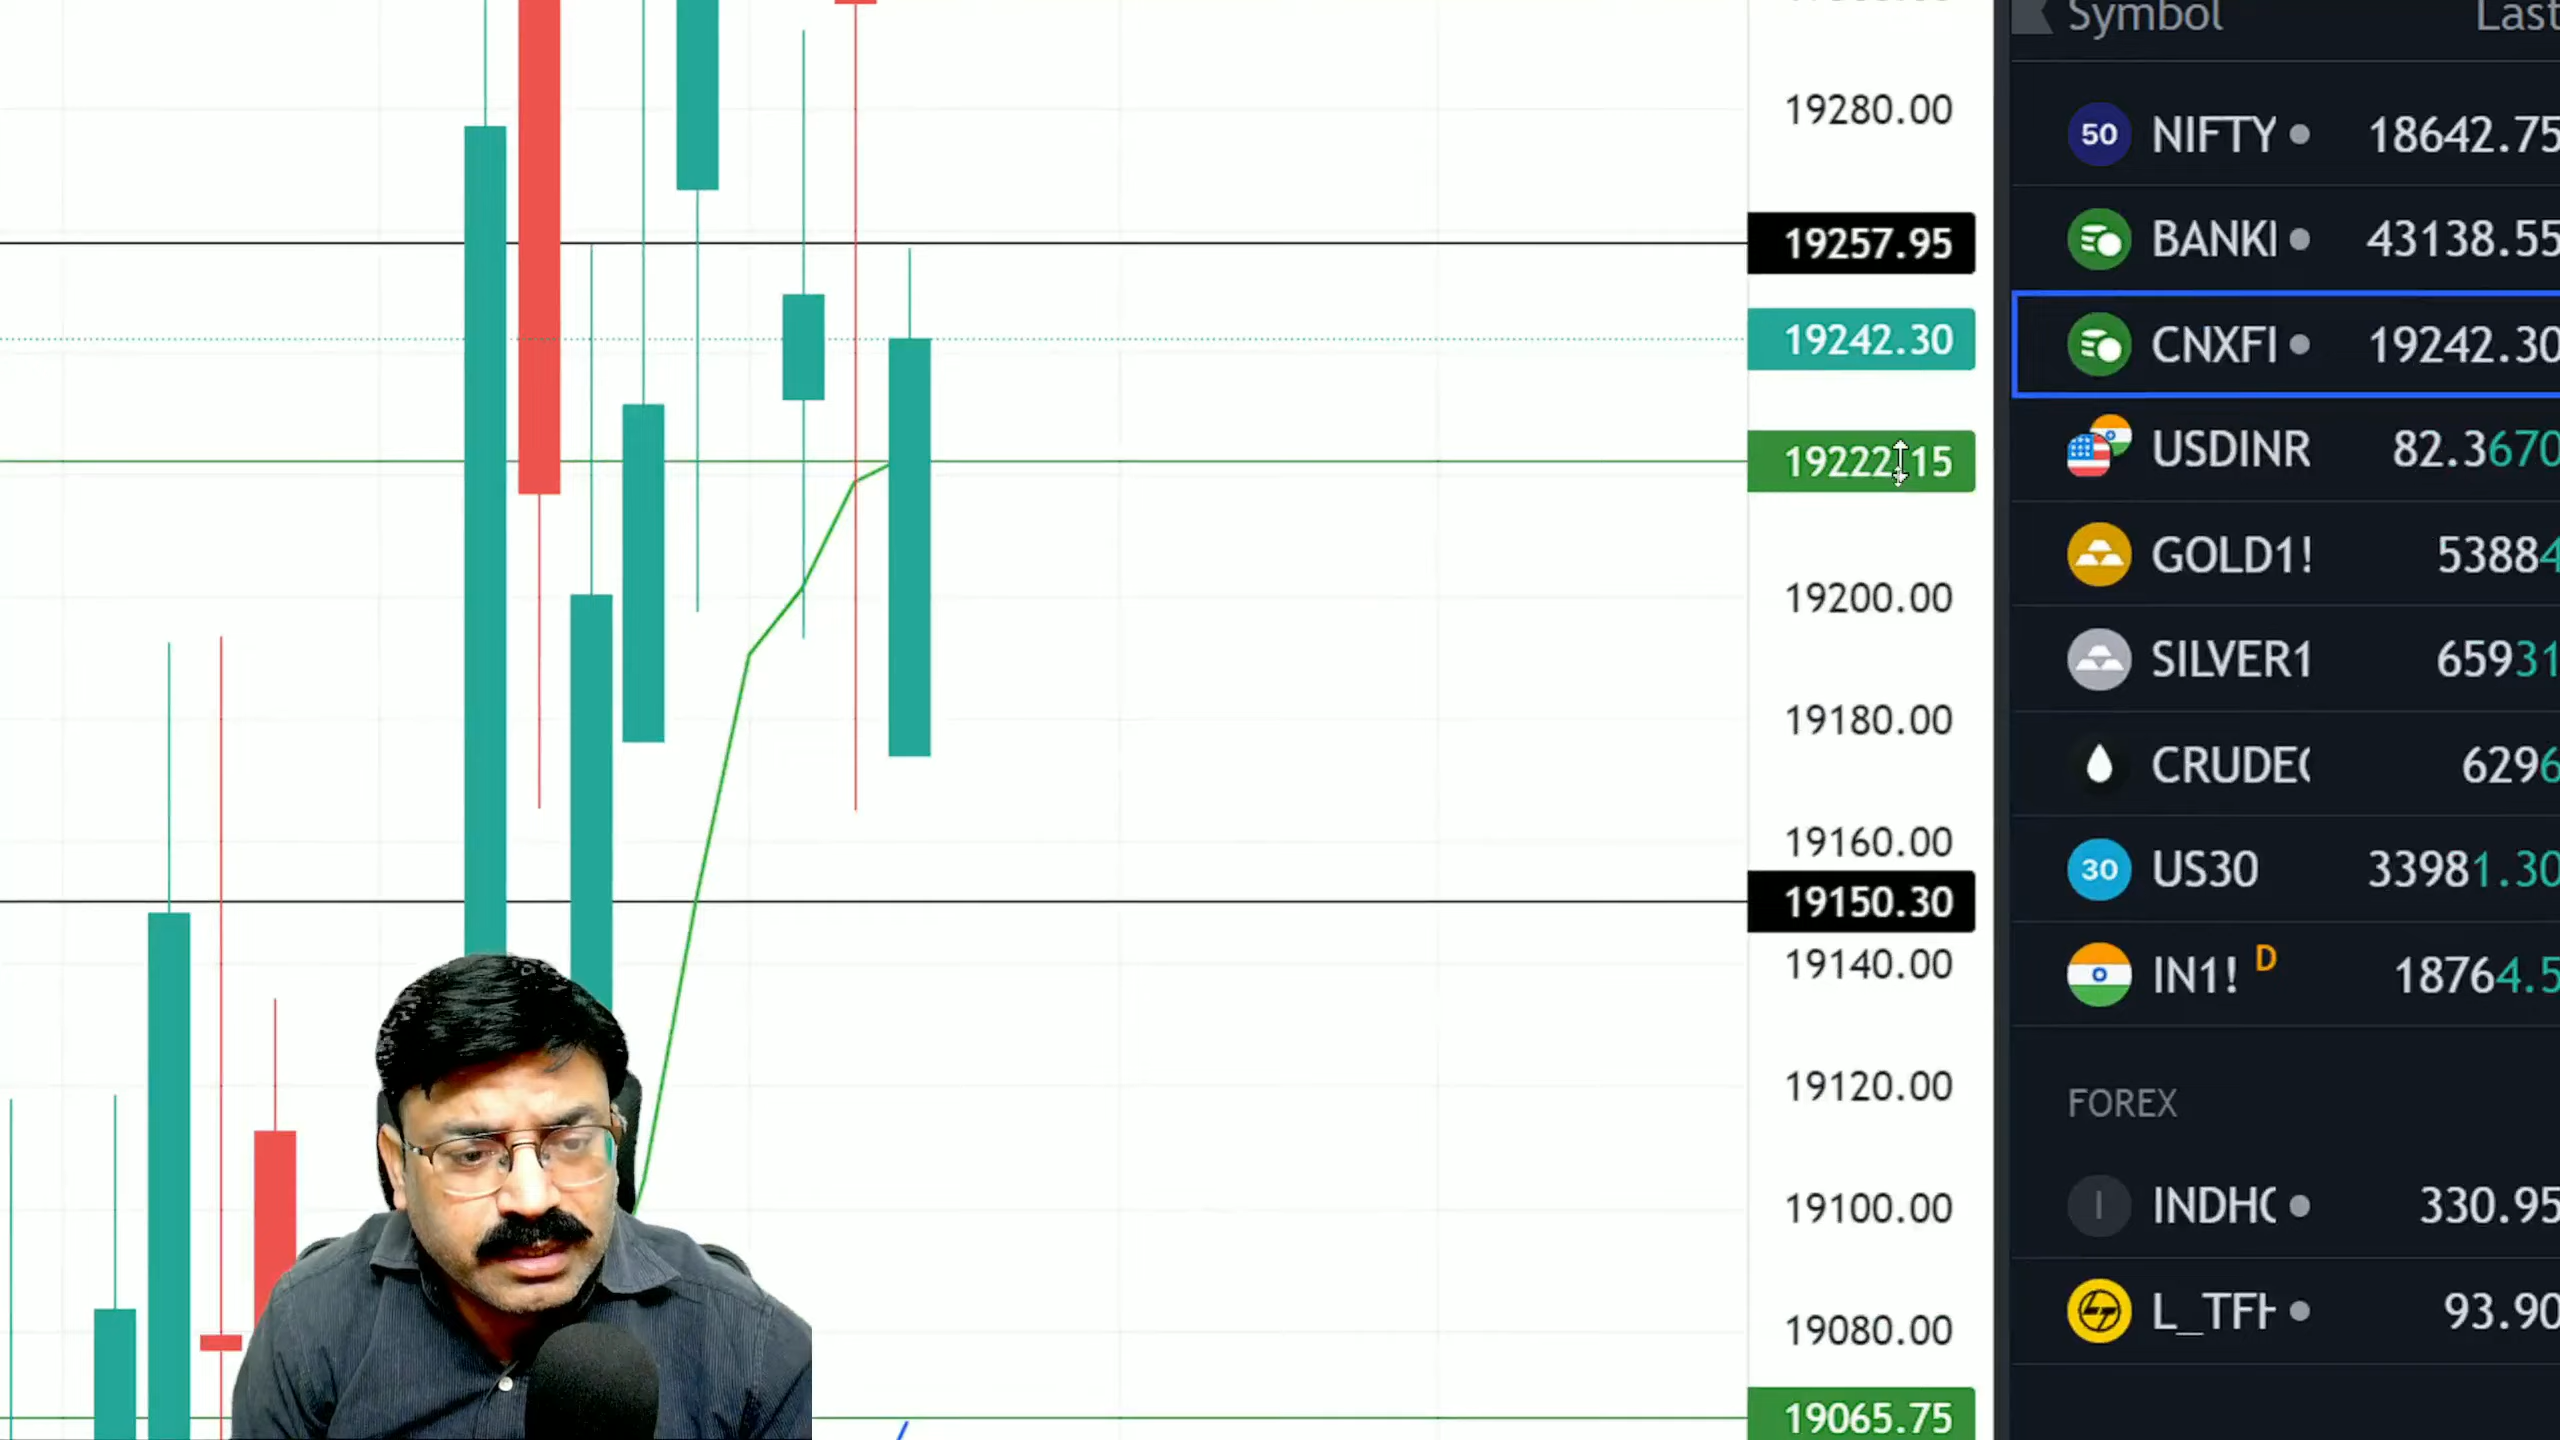 19280.00
19257.95
19242.30
19222.15
19200.00
19180.00
19160.00
19150.30
19140.00
19120.00
19100.00
19080.00
19065.75
Symbol Last
50 NIFTY 18642.75
BANKI 43138.55
CNXFI 19242.30
USDINR 82.3670
GOLD1! 53884
SILVER1 65931
CRUDE 6296
30 US30 33981.30
IN1! D 18764.5
FOREX
I INDHC 330.95
L_TFH 93.90